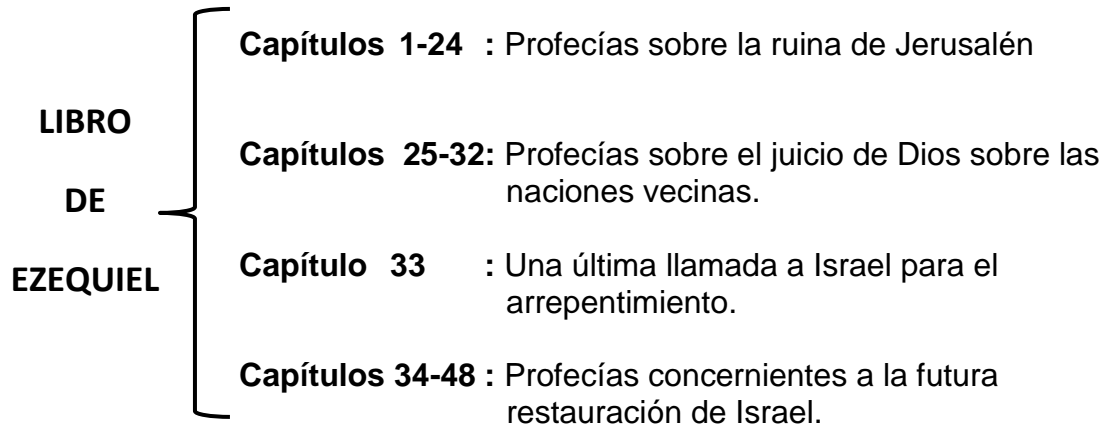 LIBRO
DE
EZEQUIEL
Capítulos 1-24 : Profecías sobre la ruina de Jerusalén
Capítulos 25-32: Profecías sobre el juicio de Dios sobre las
naciones vecinas.
Capítulo 33 : Una última llamada a Israel para el
arrepentimiento.
Capítulos 34-48 : Profecías concernientes a la futura
restauración de Israel.